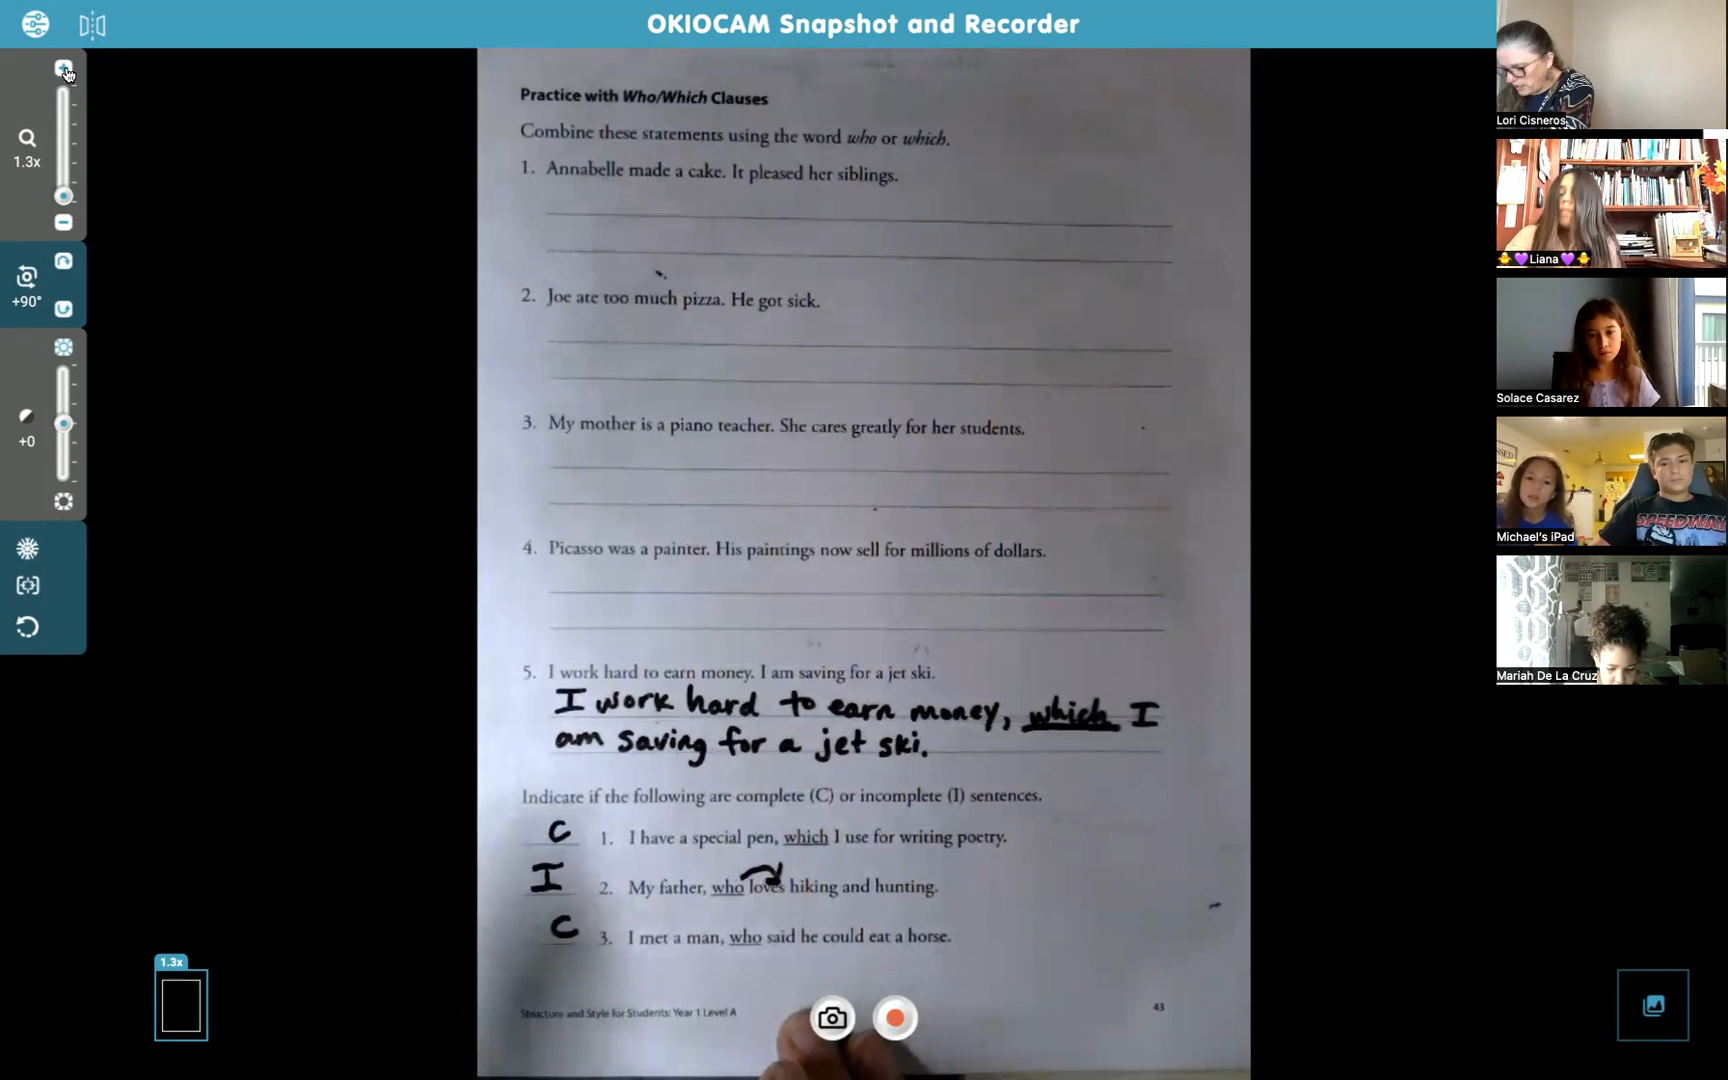 OKIOCAM Snapshot and Recorder
1.3x
+90°
+0
1.3x
Practice with Who/Which Clauses
Combine these statements using the word who or which.
1. Annabelle made a cake. It pleased her siblings.
2. Joe ate too much pizza. He got sick.
3. My mother is a piano teacher. She cares greatly for her students.
4. Picasso was a painter. His paintings now sell for millions of dollars.
5. I work hard to earn money. I am saving for a jet ski.
I work hard to earn money, which I
am saving for a jet ski.
Indicate if the following are complete (C) or incomplete (I) sentences.
C 1. I have a special pen, which I use for writing poetry.
I 2. My father, who loves hiking and hunting.
C 3. I met a man, who said he could eat a horse.
Structure and Style for Students: Year 1 Level A
43
Lori Cisneros
🐥💜Liana💜🐥
Solace Casarez
SPEEDWAY
Michael's iPad
Mariah De La Cruz